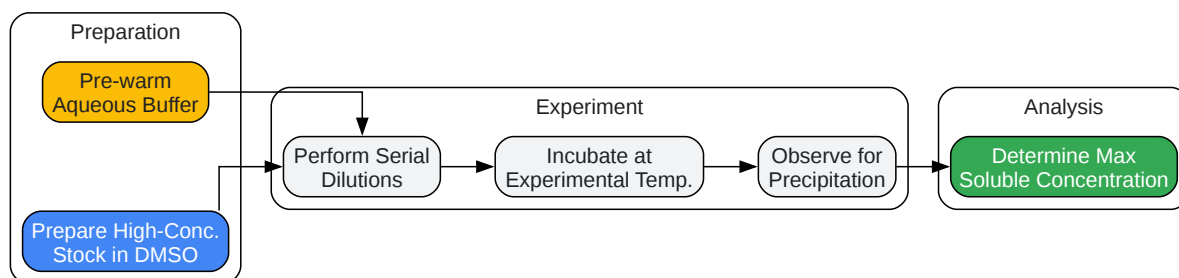 Preparation
Pre-warm
Aqueous Buffer
Prepare High-Conc.
Stock in DMSO
Experiment
Perform Serial
Dilutions
Incubate at
Experimental Temp.
Observe for
Precipitation
Analysis
Determine Max
Soluble Concentration